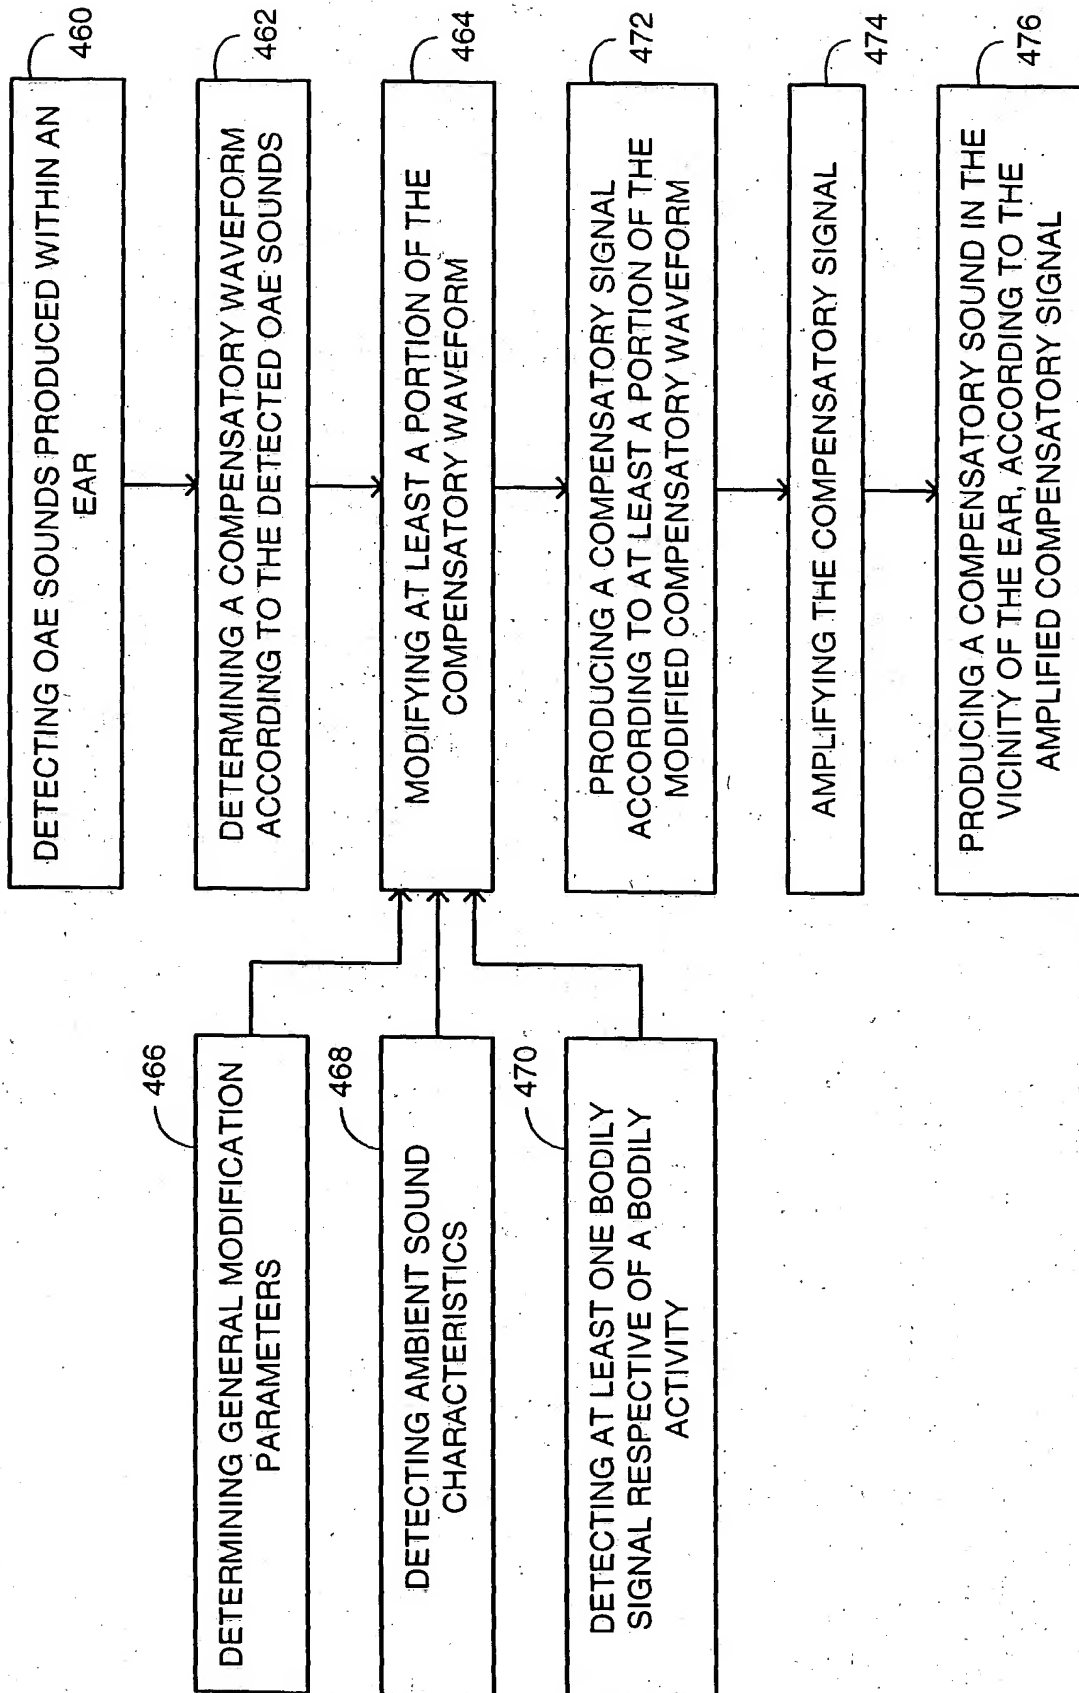 DETECTING OAE SOUNDS PRODUCED WITHIN AN
EAR
460
DETERMINING A COMPENSATORY WAVEFORM
ACCORDING TO THE DETECTED OAE SOUNDS
462
MODIFYING AT LEAST A PORTION OF THE
COMPENSATORY WAVEFORM
464
DETERMINING GENERAL MODIFICATION
PARAMETERS
466
DETECTING AMBIENT SOUND
CHARACTERISTICS
468
DETECTING AT LEAST ONE BODILY
SIGNAL RESPECTIVE OF A BODILY
ACTIVITY
470
PRODUCING A COMPENSATORY SIGNAL
ACCORDING TO AT LEAST A PORTION OF THE
MODIFIED COMPENSATORY WAVEFORM
472
AMPLIFYING THE COMPENSATORY SIGNAL
474
PRODUCING A COMPENSATORY SOUND IN THE
VICINITY OF THE EAR, ACCORDING TO THE
AMPLIFIED COMPENSATORY SIGNAL
476